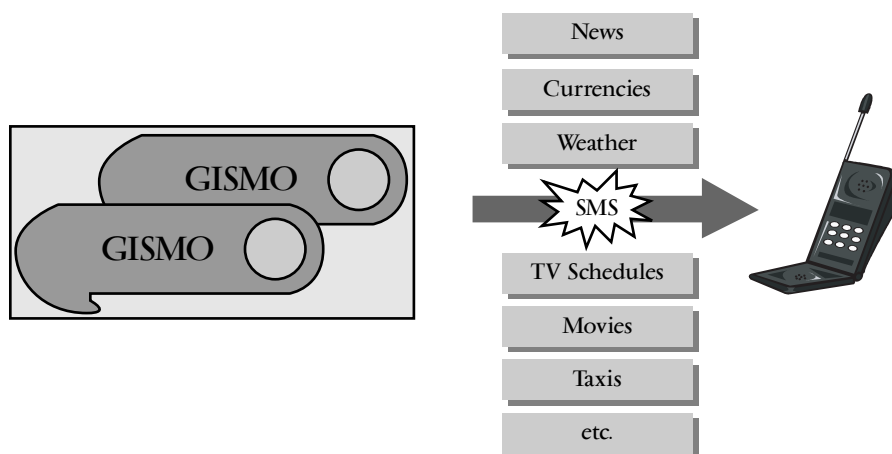 News
Currencies
Weather
GISMO
GISMO
SMS
TV Schedules
Movies
Taxis
etc.